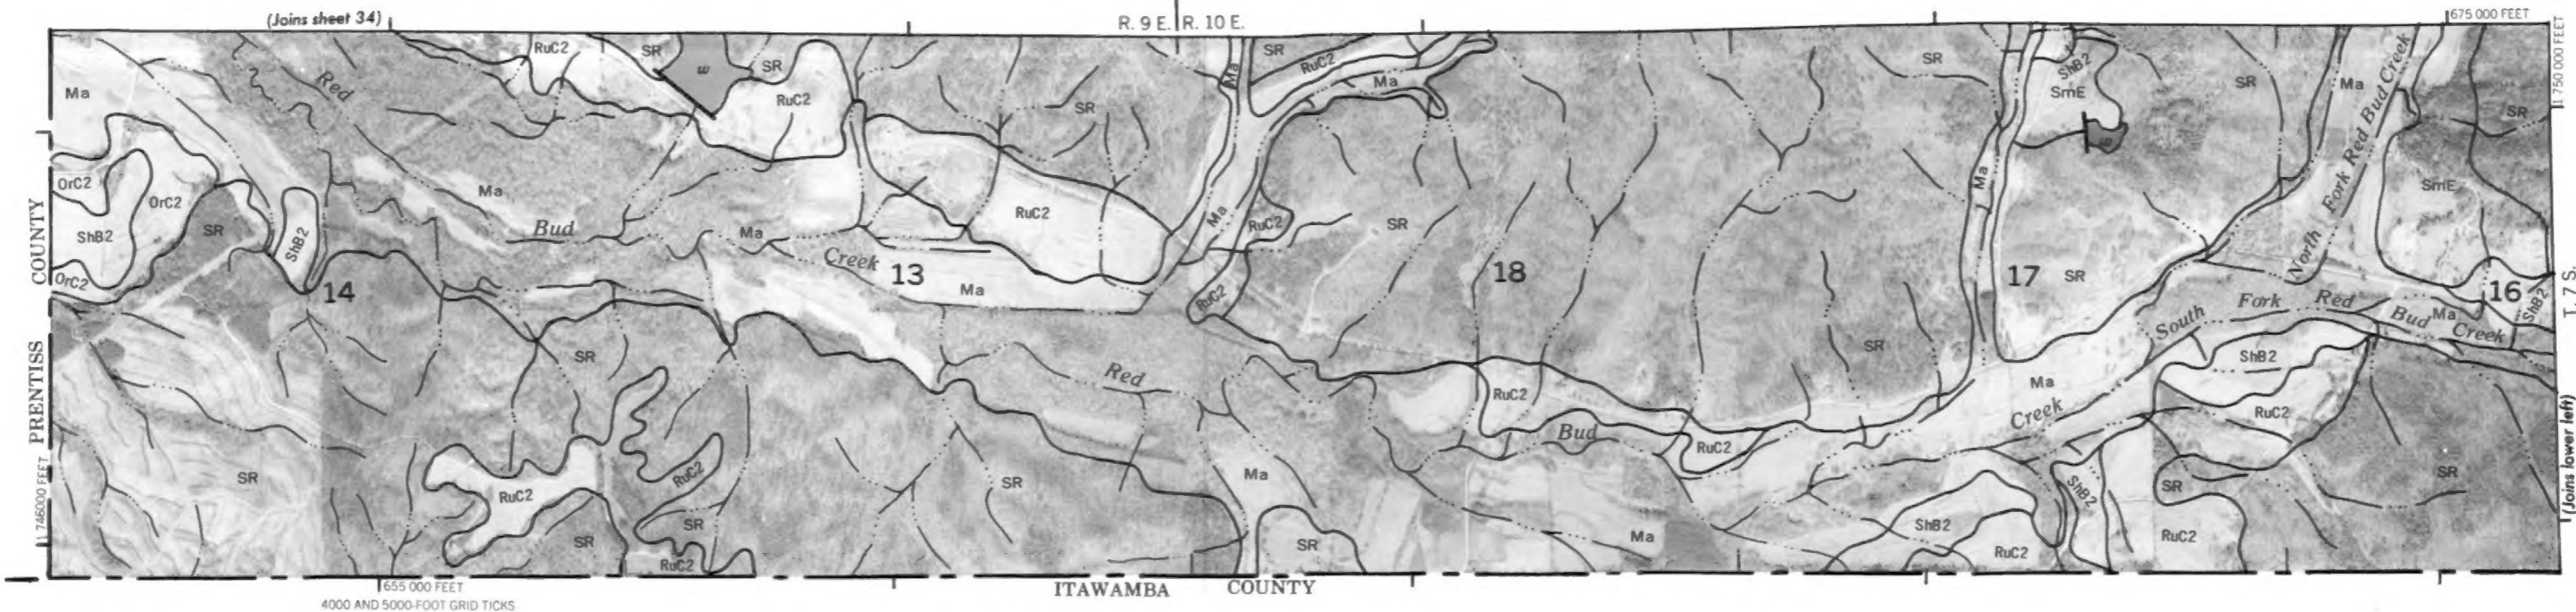 (Joins sheet 34)
R. 9 E. R. 10 E.
675 000 FEET
1 750 000 FEET
RuC2 SR w SR RuC2
SR RuC2 Ma Ma
SR
SR
ShB2 SmE w
SR
Ma
SR
Ma
Red
Ma
Bud
Ma
Creek
13
Ma
RuC2
SR
Ma
RuC2
RuC2
SR
18
Ma
17
SR
North Fork Red Bud Creek
SmE
16
ShB2
T. 7 S.
OrC2
OrC2
ShB2
OrC2
SR
ShB2
14
PRENTISS COUNTY
South Fork Red Bud Creek
Ma
ShB2
RuC2
SR
SR
Red
Bud
Creek
Ma
SR
RuC2
RuC2
SR
RuC2
RuC2
SR
SR
RuC2
SR
Ma
SR
Ma
ShB2
RuC2
ShB2
SR
RuC2
SR
(Joins lower left)
1 746 000 FEET
655 000 FEET
ITAWAMBA COUNTY
4000 AND 5000-FOOT GRID TICKS